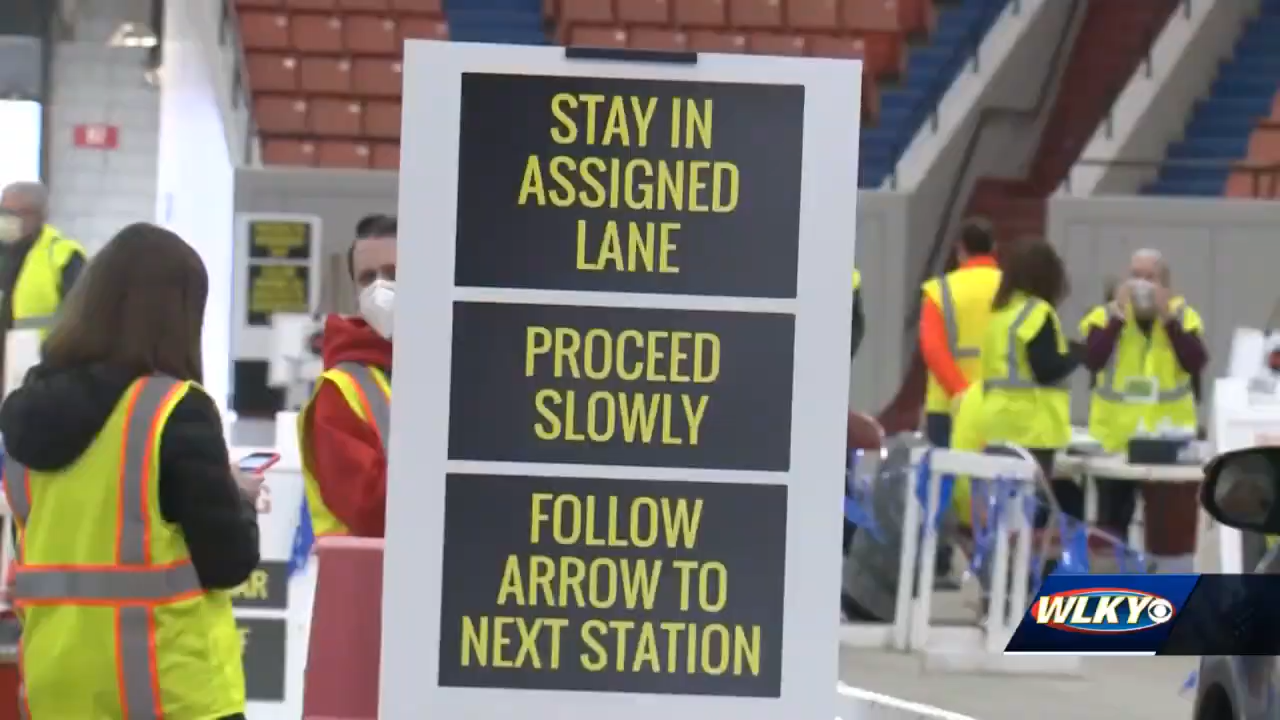 STAY IN
ASSIGNED
LANE
PROCEED
SLOWLY
FOLLOW
ARROW TO
NEXT STATION
WLKY